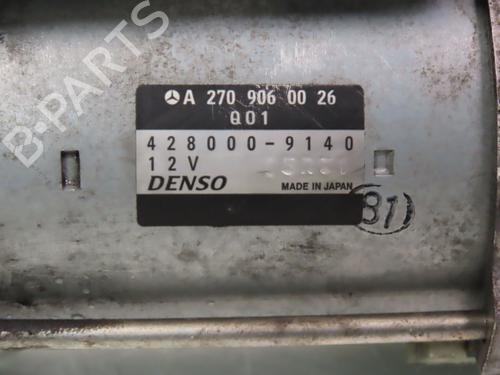 A 270 906 00 26
Q01
428000-9140
12V
DENSO
MADE IN JAPAN
81
B-PARTS